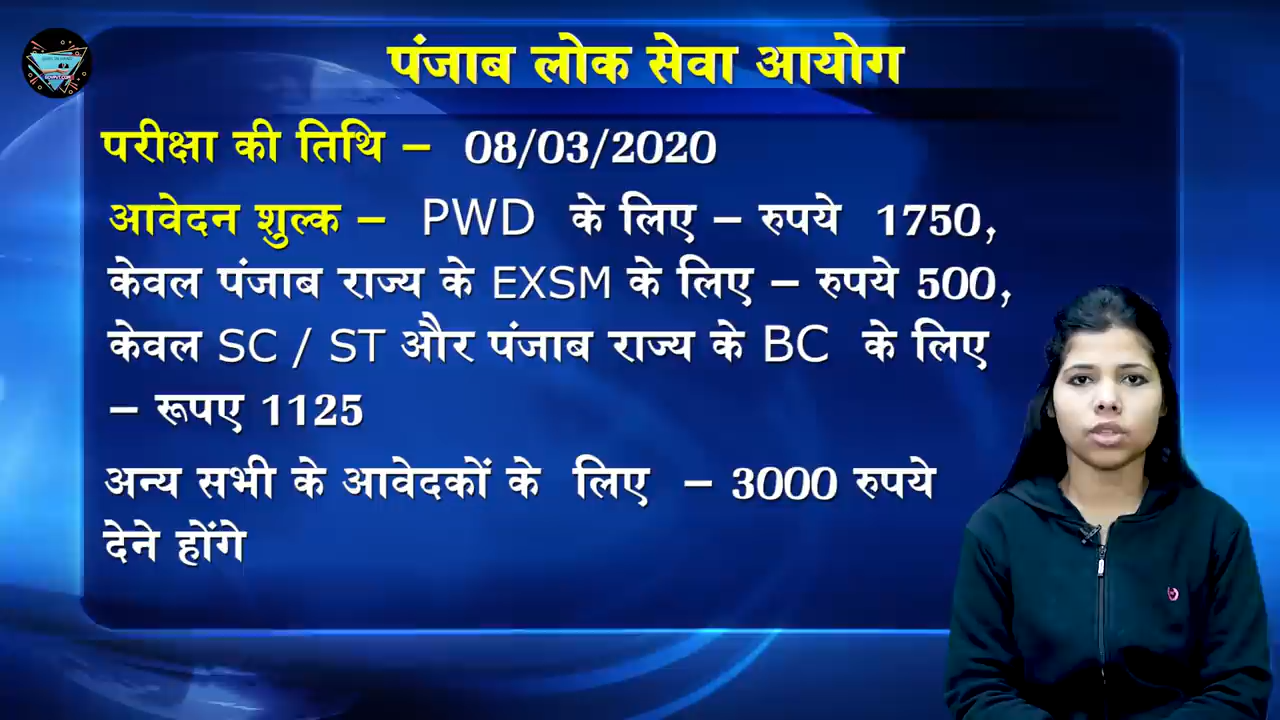 पंजाब लोक सेवा आयोग
परीक्षा की तिथि – 08/03/2020
आवेदन शुल्क – PWD के लिए – रुपये 1750,
केवल पंजाब राज्य के EXSM के लिए – रुपये 500,
केवल SC / ST और पंजाब राज्य के BC के लिए
– रूपए 1125
अन्य सभी के आवेदकों के लिए – 3000 रुपये
देने होंगे